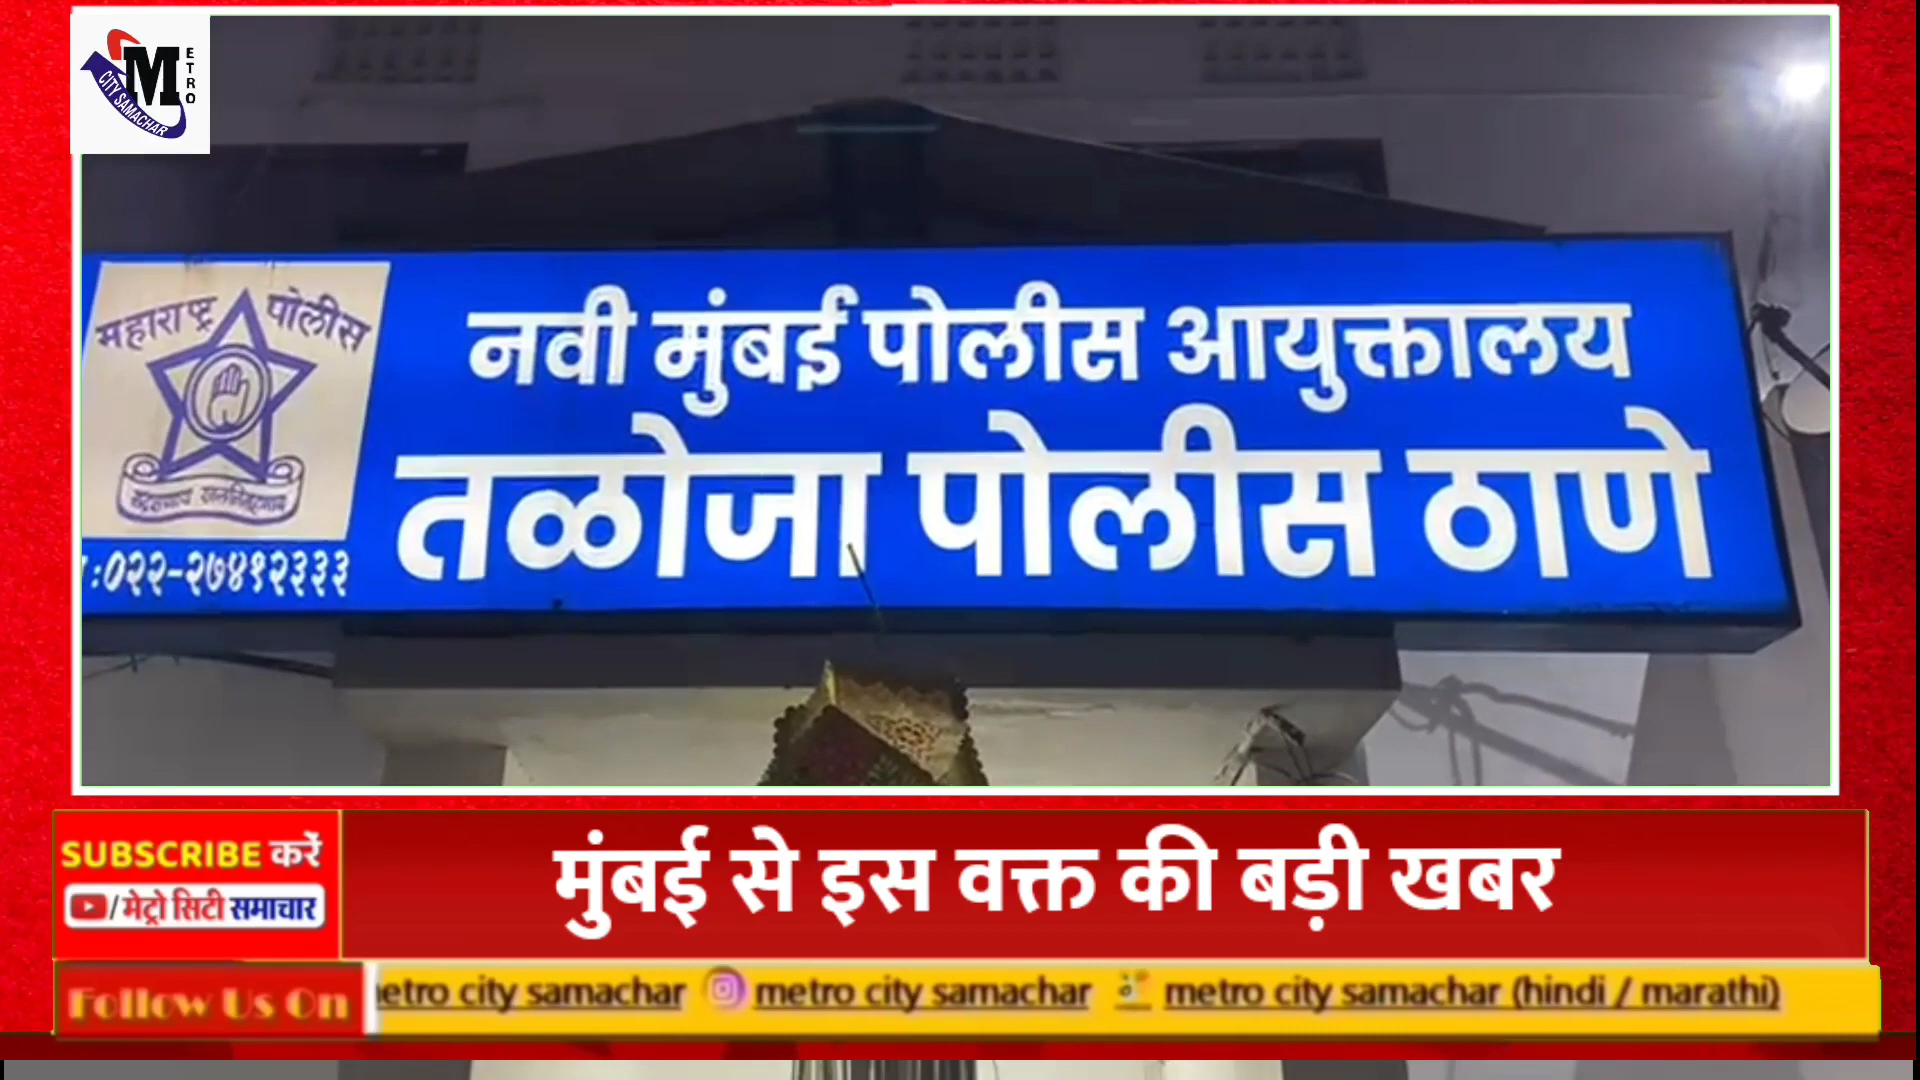 METRO
CITY SAMACHAR
महाराष्ट्र पोलीस
नवी मुंबई पोलीस आयुक्तालय
तळोजा पोलीस ठाणे
:०२२-२७४१२३३३
SUBSCRIBE करें
/मेट्रो सिटी समाचार
मुंबई से इस वक्त की बड़ी खबर
Follow Us On
etro city samachar metro city samachar metro city samachar (hindi / marathi)